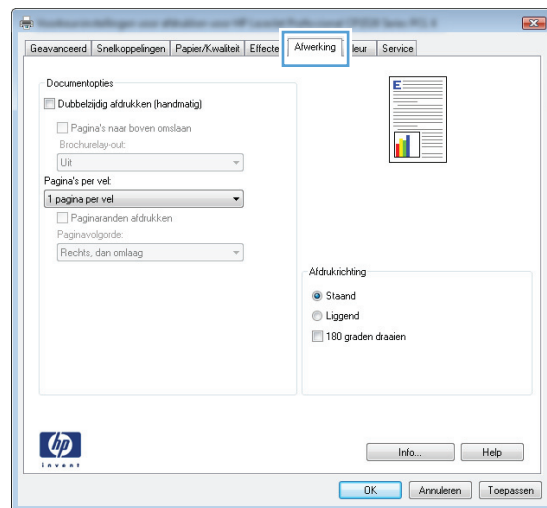 Geavanceerd Snelkoppelingen Papier/Kwaliteit Effecte Afwerking leur Service
Documentopties
Dubbelzijdig afdrukken (handmatig)
Pagina's naar boven omslaan
Brochurelay-out:
Uit
Pagina's per vel:
1 pagina per vel
Paginaranden afdrukken
Paginavolgorde:
Rechts, dan omlaag
E
Afdrukrichting
Staand
Liggend
180 graden draaien
hp
invent
Info... Help
OK Annuleren Toepassen